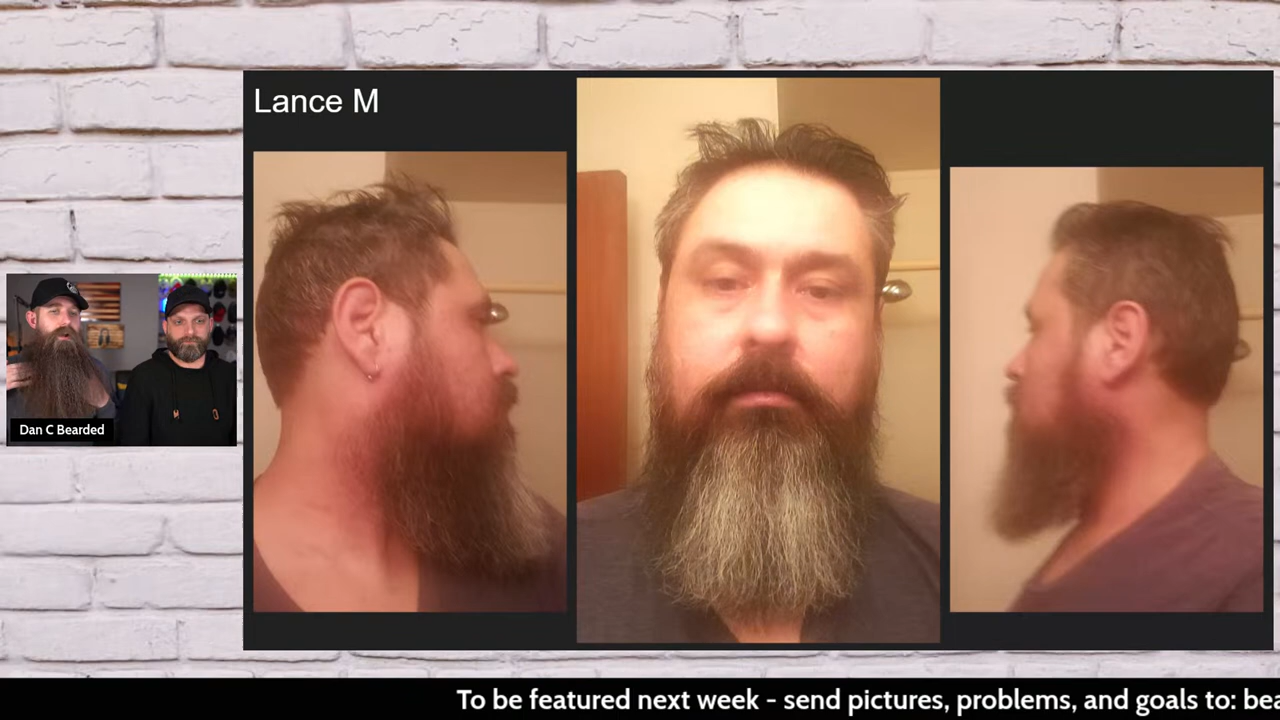 Lance M
Dan C Bearded
To be featured next week - send pictures, problems, and goals to: